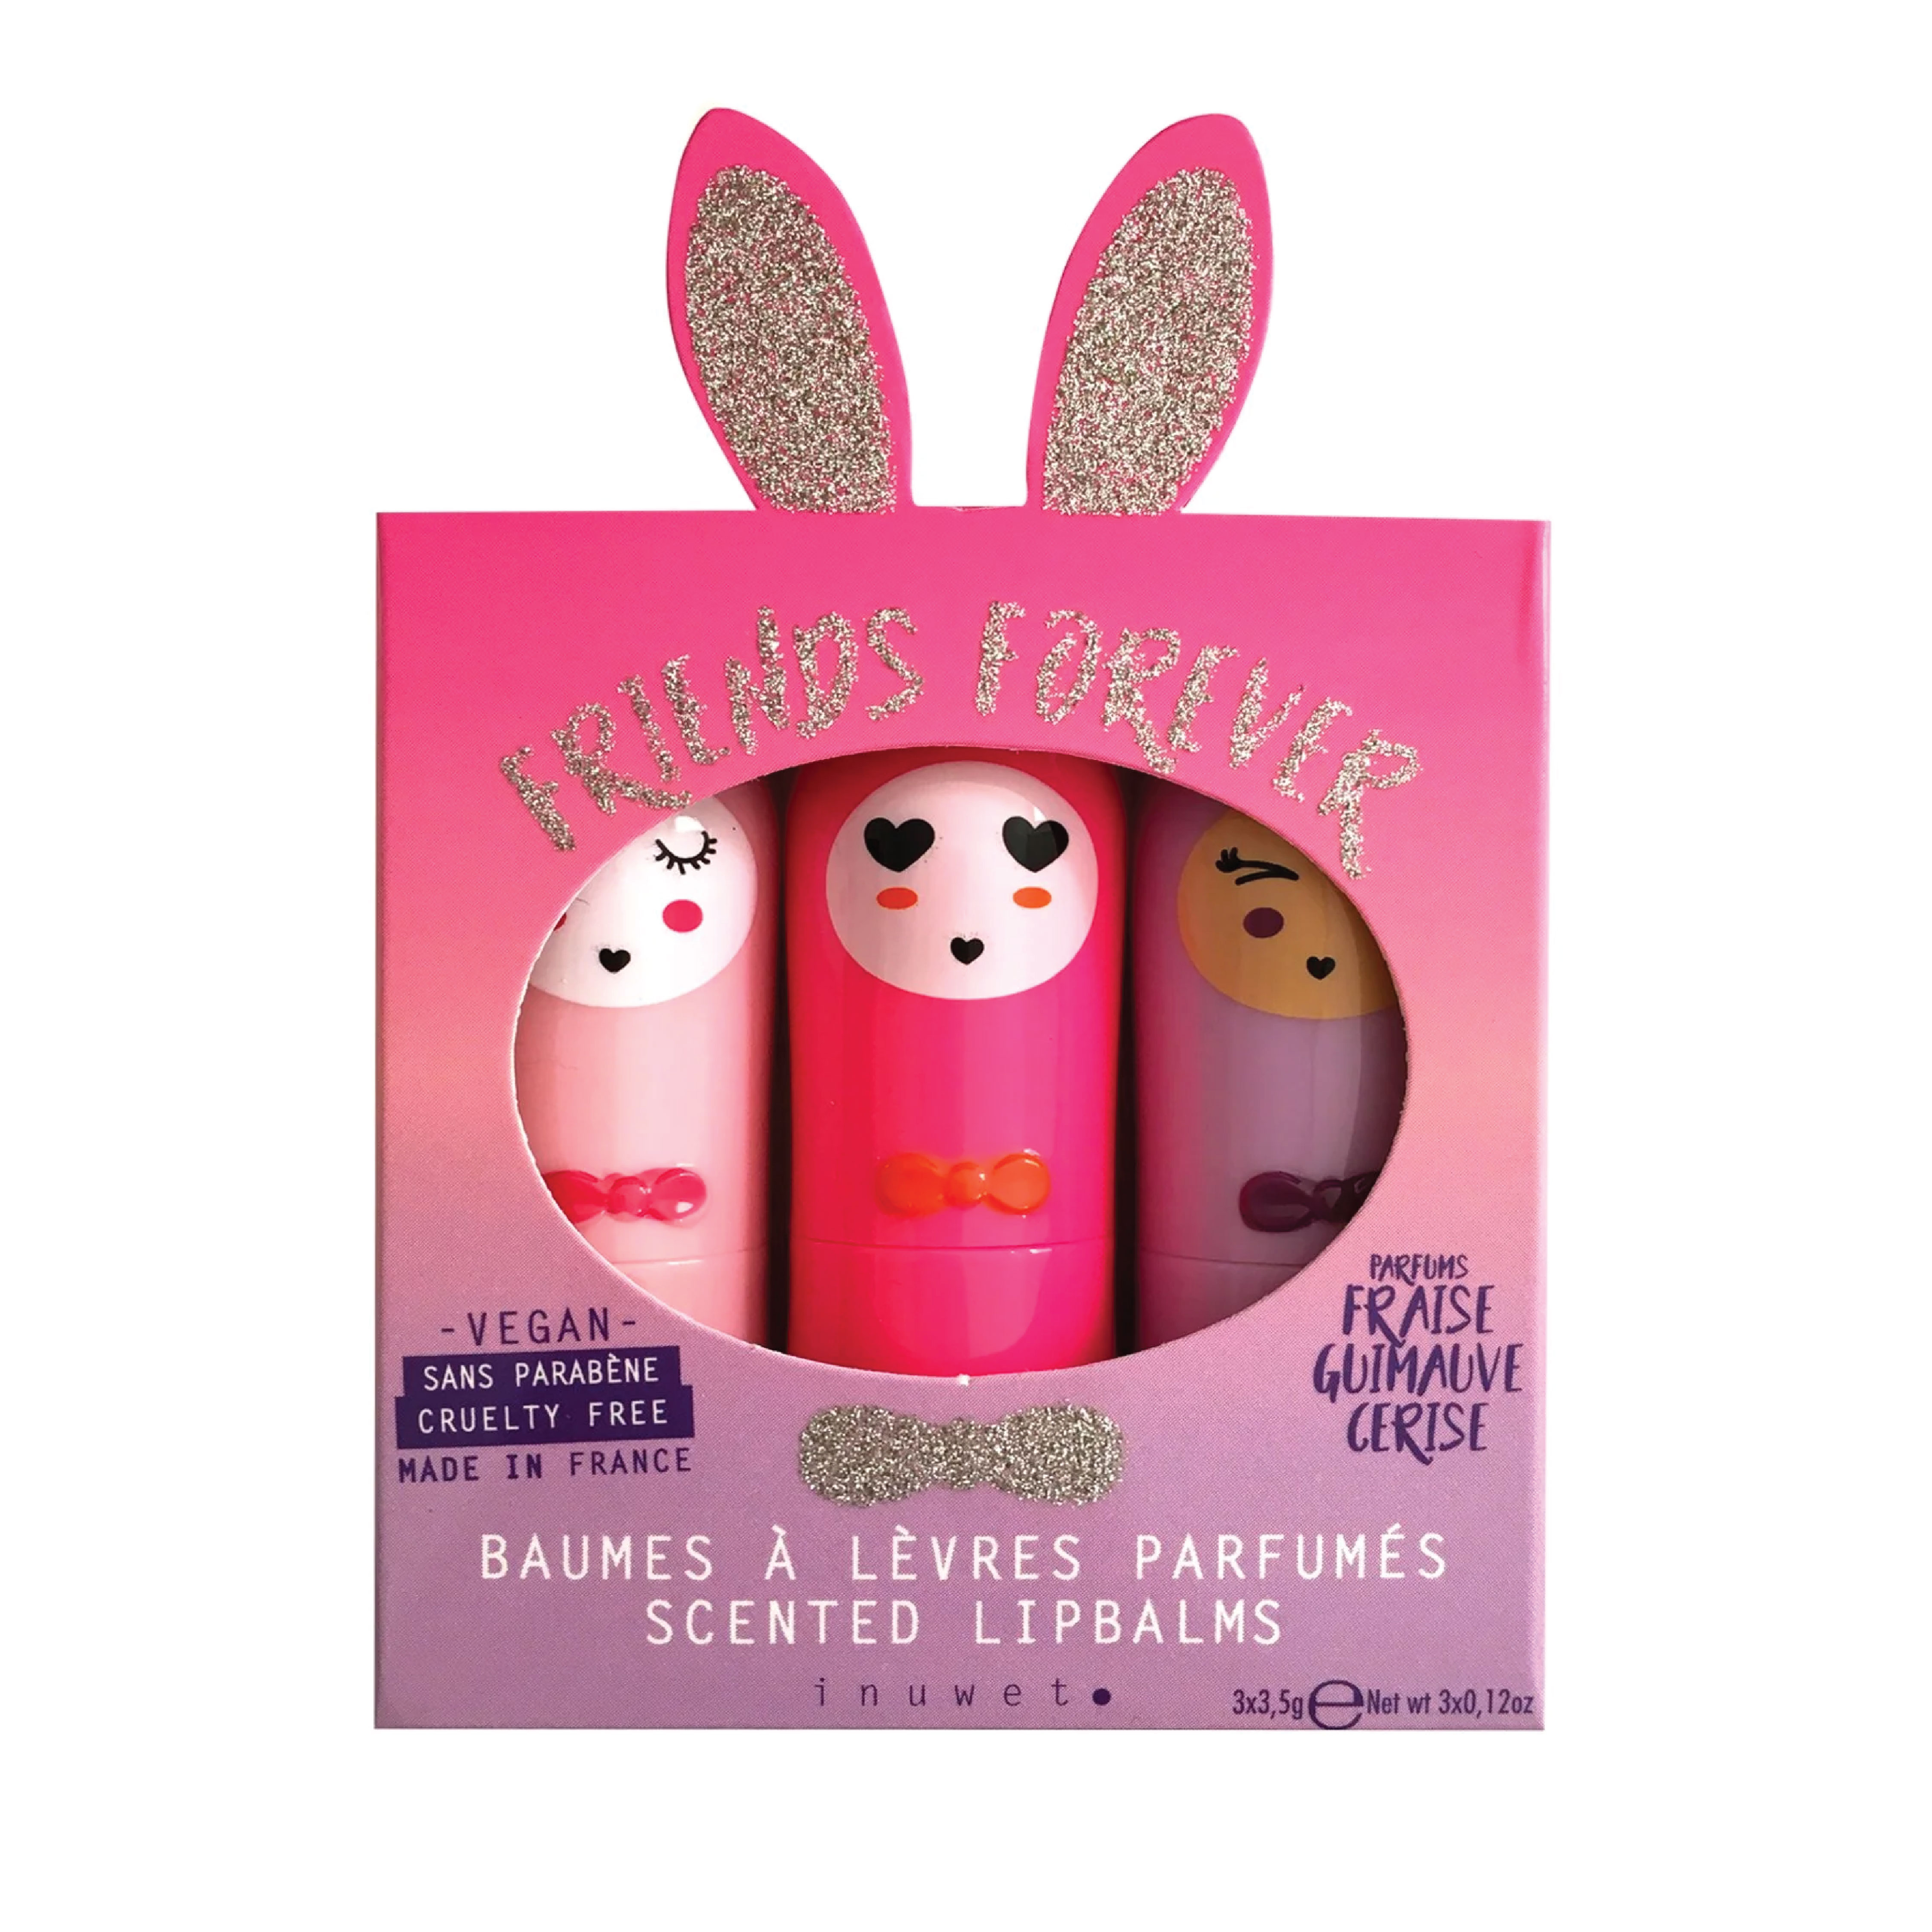 FRIENDS FOREVER
-VEGAN-
SANS PARABÈNE
CRUELTY FREE
MADE IN FRANCE
PARFUMS
FRAISE
GUIMAUVE
CERISE
BAUMES À LÈVRES PARFUMÉS
SCENTED LIPBALMS
inuwet
3x3,5g e Net wt 3x0,12oz